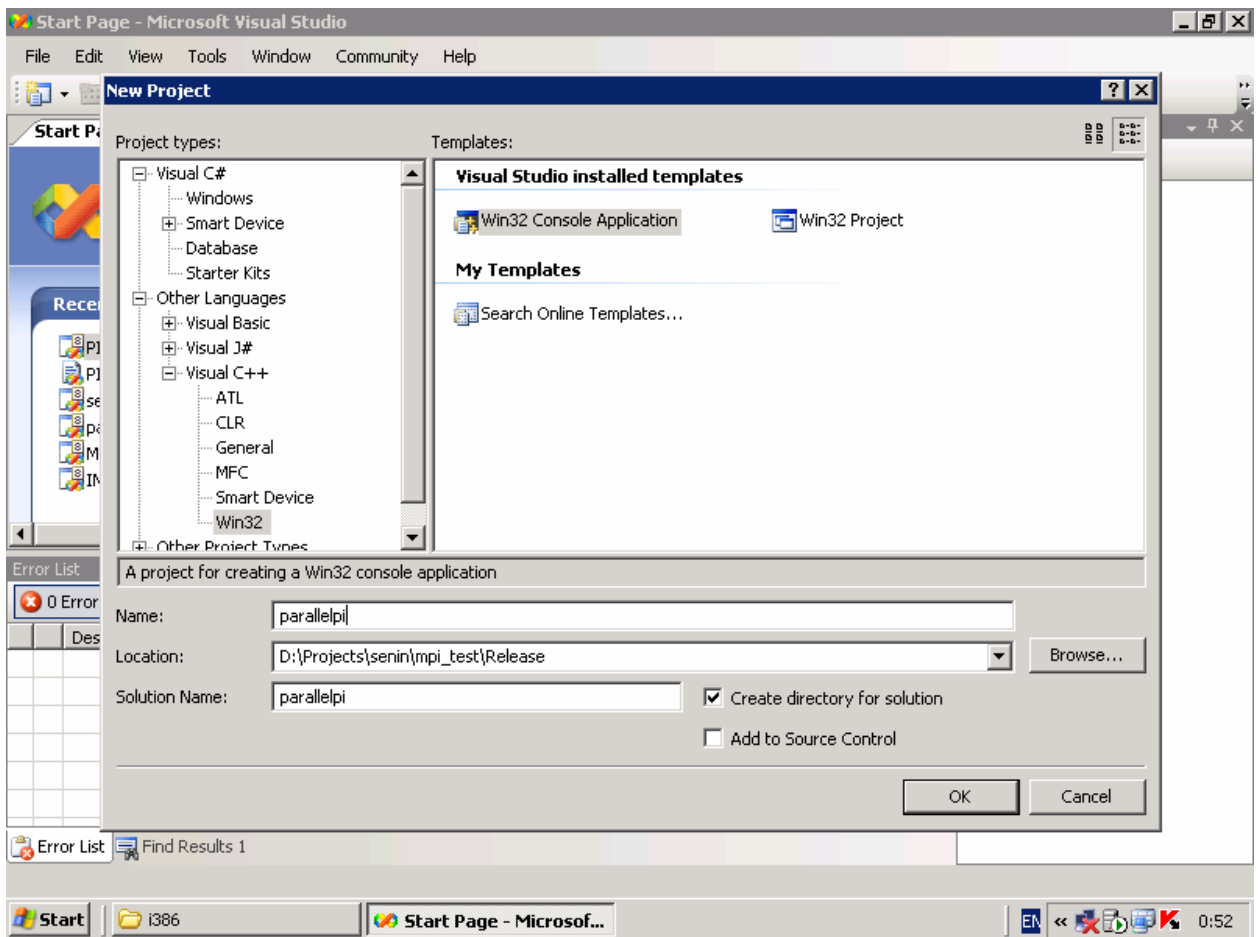 Start Page - Microsoft Visual Studio
File Edit View Tools Window Community Help
New Project
Start Pa
Project types:
Templates:
Visual C#
Windows
Smart Device
Database
Starter Kits
Other Languages
Visual Basic
Visual J#
Visual C++
ATL
CLR
General
MFC
Smart Device
Win32
Other Project Types
Visual Studio installed templates
Win32 Console Application
Win32 Project
My Templates
Search Online Templates...
Rece
PI
PI
se
pa
M
IN
A project for creating a Win32 console application
Error List
0 Error
Des
Name:
parallelpi
Location:
D:\Projects\senin\mpi_test\Release
Browse...
Solution Name:
parallelpi
Create directory for solution
Add to Source Control
OK
Cancel
Error List
Find Results 1
Start
i386
Start Page - Microsof...
EN
«
0:52